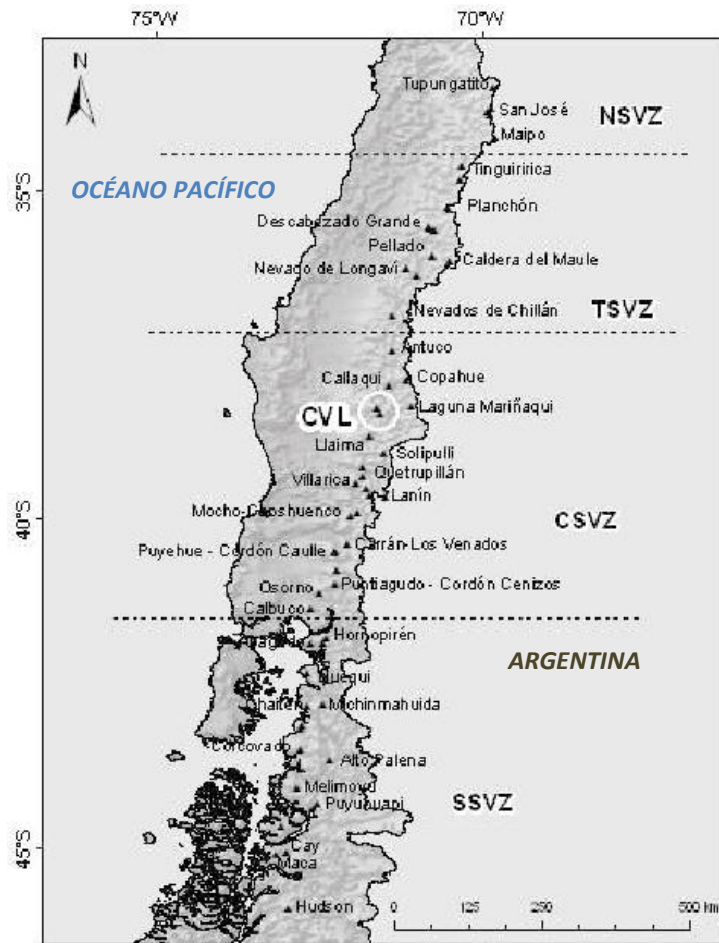 75°W 70°W
N
Tupungatito
San José
NSVZ
Maipo
Tinguiririca
35°S
OCÉANO PACÍFICO
Planchón
Descabezado Grande
Pellado
Caldera del Maule
Nevado de Longaví
Nevados de Chillán
TSVZ
Antuco
Callaqui
Copahue
Laguna Mariñaqui
CVL
Llaima
Solipulli
Quetrupillán
Villarica
Lanín
Mocho-Choshuenco
40°S
CSVZ
Carrán-Los Venados
Puyehue - Cordón Caulle
Puntiagudo - Cordón Cenizos
Osorno
Calbuco
Hornopirén
ARGENTINA
Michinmahuida
Corcovado
Alto Palena
Melimoyu
Puyuhuapi
SSVZ
45°S
Cay
Maca
Hudson
0 125 250 500 km